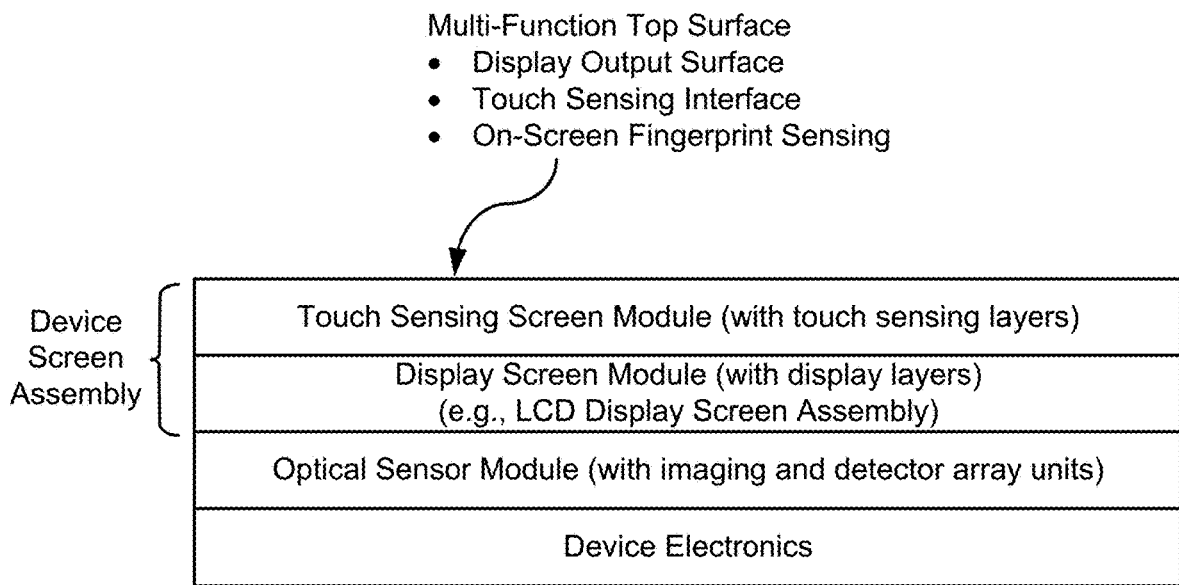 Multi-Function Top Surface
• Display Output Surface
• Touch Sensing Interface
• On-Screen Fingerprint Sensing
Device
Screen
Assembly
Touch Sensing Screen Module (with touch sensing layers)
Display Screen Module (with display layers)
(e.g., LCD Display Screen Assembly)
Optical Sensor Module (with imaging and detector array units)
Device Electronics